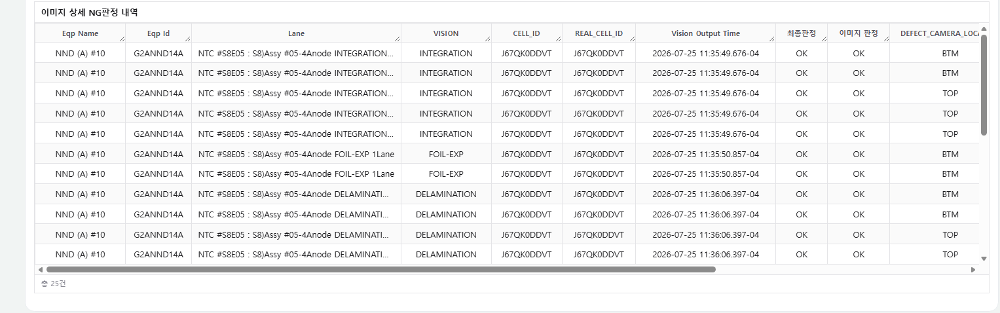 이미지 상세 NG판정 내역
Eqp Name Eqp Id Lane VISION CELL_ID REAL_CELL_ID Vision Output Time 최종판정 이미지 판정 DEFECT_CAMERA_LOCA
NND (A) #10 G2ANND14A NTC #S8E05 : S8)Assy #05-4Anode INTEGRATION... INTEGRATION J67QK0DDVT J67QK0DDVT 2026-07-25 11:35:49.676-04 OK OK BTM
NND (A) #10 G2ANND14A NTC #S8E05 : S8)Assy #05-4Anode INTEGRATION... INTEGRATION J67QK0DDVT J67QK0DDVT 2026-07-25 11:35:49.676-04 OK OK BTM
NND (A) #10 G2ANND14A NTC #S8E05 : S8)Assy #05-4Anode INTEGRATION... INTEGRATION J67QK0DDVT J67QK0DDVT 2026-07-25 11:35:49.676-04 OK OK TOP
NND (A) #10 G2ANND14A NTC #S8E05 : S8)Assy #05-4Anode INTEGRATION... INTEGRATION J67QK0DDVT J67QK0DDVT 2026-07-25 11:35:49.676-04 OK OK TOP
NND (A) #10 G2ANND14A NTC #S8E05 : S8)Assy #05-4Anode INTEGRATION... INTEGRATION J67QK0DDVT J67QK0DDVT 2026-07-25 11:35:49.676-04 OK OK TOP
NND (A) #10 G2ANND14A NTC #S8E05 : S8)Assy #05-4Anode FOIL-EXP 1Lane FOIL-EXP J67QK0DDVT J67QK0DDVT 2026-07-25 11:35:50.857-04 OK OK BTM
NND (A) #10 G2ANND14A NTC #S8E05 : S8)Assy #05-4Anode FOIL-EXP 1Lane FOIL-EXP J67QK0DDVT J67QK0DDVT 2026-07-25 11:35:50.857-04 OK OK BTM
NND (A) #10 G2ANND14A NTC #S8E05 : S8)Assy #05-4Anode DELAMINATI... DELAMINATION J67QK0DDVT J67QK0DDVT 2026-07-25 11:36:06.397-04 OK OK BTM
NND (A) #10 G2ANND14A NTC #S8E05 : S8)Assy #05-4Anode DELAMINATI... DELAMINATION J67QK0DDVT J67QK0DDVT 2026-07-25 11:36:06.397-04 OK OK BTM
NND (A) #10 G2ANND14A NTC #S8E05 : S8)Assy #05-4Anode DELAMINATI... DELAMINATION J67QK0DDVT J67QK0DDVT 2026-07-25 11:36:06.397-04 OK OK TOP
NND (A) #10 G2ANND14A NTC #S8E05 : S8)Assy #05-4Anode DELAMINATI... DELAMINATION J67QK0DDVT J67QK0DDVT 2026-07-25 11:36:06.397-04 OK OK TOP
총 25건